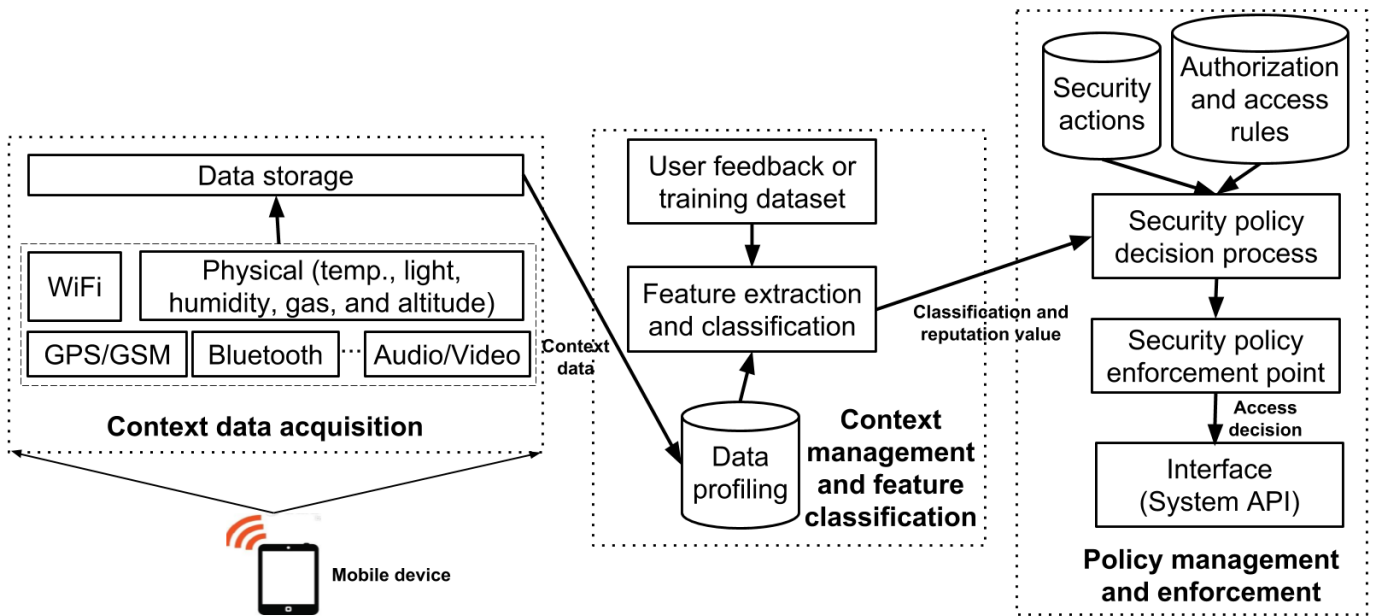 Data storage
WiFi
Physical (temp., light,
humidity, gas, and altitude)
GPS/GSM
Bluetooth
...
Audio/Video
Context data acquisition
Mobile device
Context
data
User feedback or
training dataset
Feature extraction
and classification
Data
profiling
Context
management
and feature
classification
Classification and
reputation value
Security
actions
Authorization
and access
rules
Security policy
decision process
Security policy
enforcement point
Access
decision
Interface
(System API)
Policy management
and enforcement